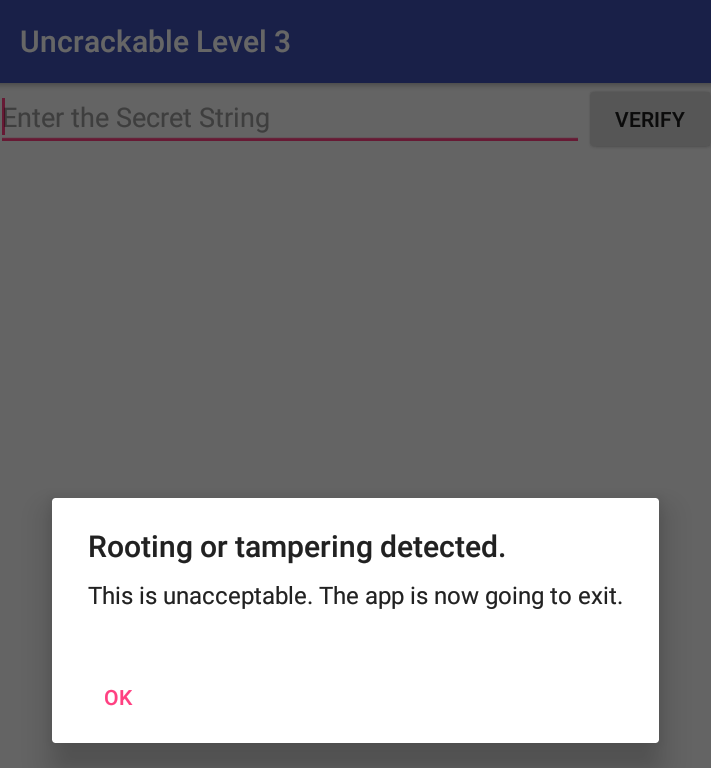 Uncrackable Level 3
Enter the Secret String
VERIFY
Rooting or tampering detected.
This is unacceptable. The app is now going to exit.
OK